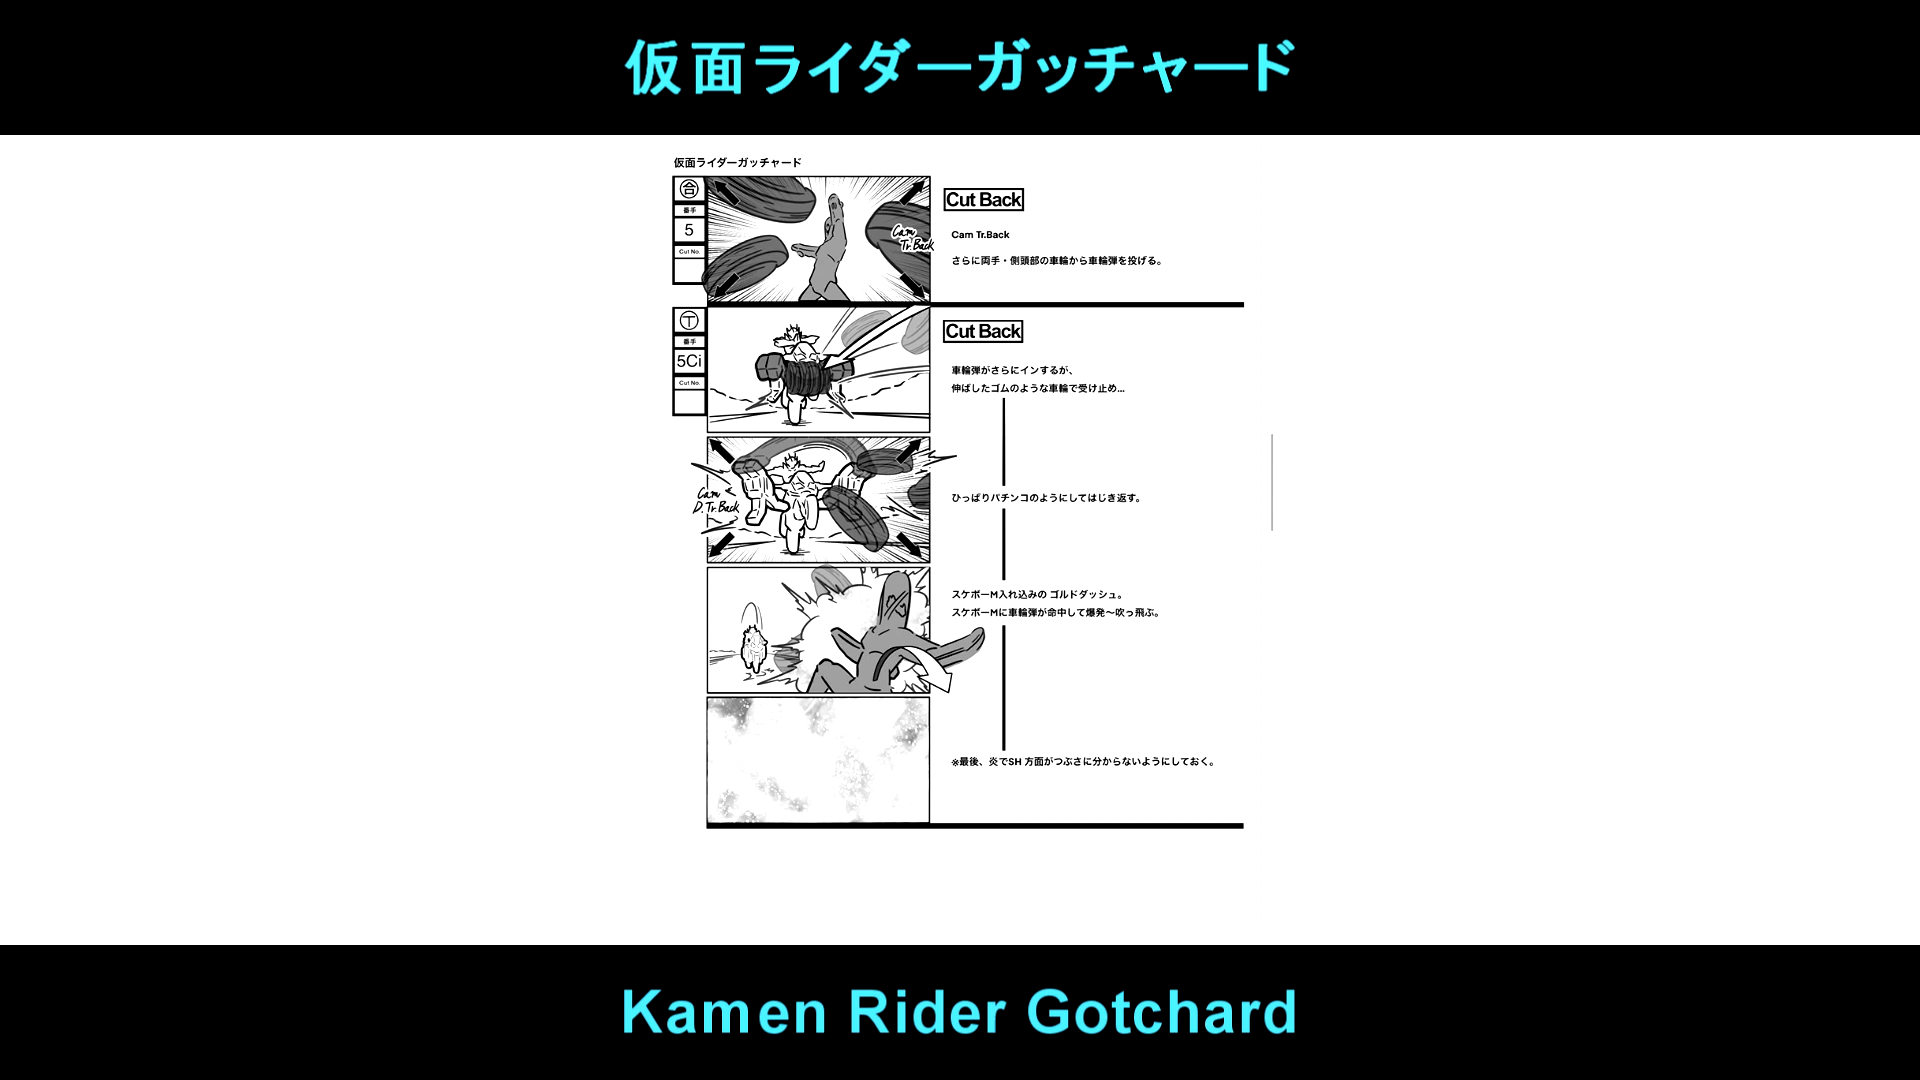 仮面ライダーガッチャード
仮面ライダーガッチャード
合
番手
5
Cut No.
Cam
Tr.Back
Cut Back
Cam Tr.Back
さらに両手・側頭部の車輪から車輪弾を投げる。
T
番手
5Ci
Cut No.
Cut Back
車輪弾がさらにインするが、
伸ばしたゴムのような車輪で受け止め...
Cam
D.Tr.Back
ひっぱりパチンコのようにしてはじき返す。
スケボーM入れ込みの ゴルドダッシュ。
スケボーMに車輪弾が命中して爆発〜吹っ飛ぶ。
※最後、炎でSH 方面がつぶさに分からないようにしておく。
Kamen Rider Gotchard